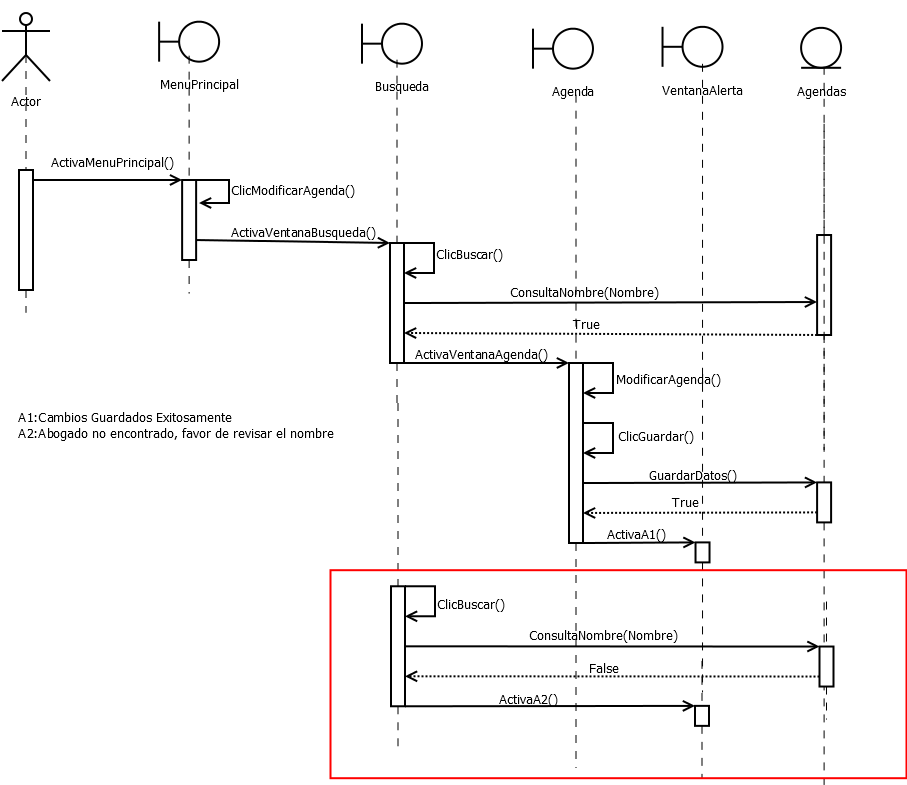 Actor
MenuPrincipal
Busqueda
Agenda
VentanaAlerta
Agendas
ActivaMenuPrincipal()
ClicModificarAgenda()
ActivaVentanaBusqueda()
ClicBuscar()
ConsultaNombre(Nombre)
True
ActivaVentanaAgenda()
ModificarAgenda()
A1:Cambios Guardados Exitosamente
A2:Abogado no encontrado, favor de revisar el nombre
ClicGuardar()
GuardarDatos()
True
ActivaA1()
ClicBuscar()
ConsultaNombre(Nombre)
False
ActivaA2()